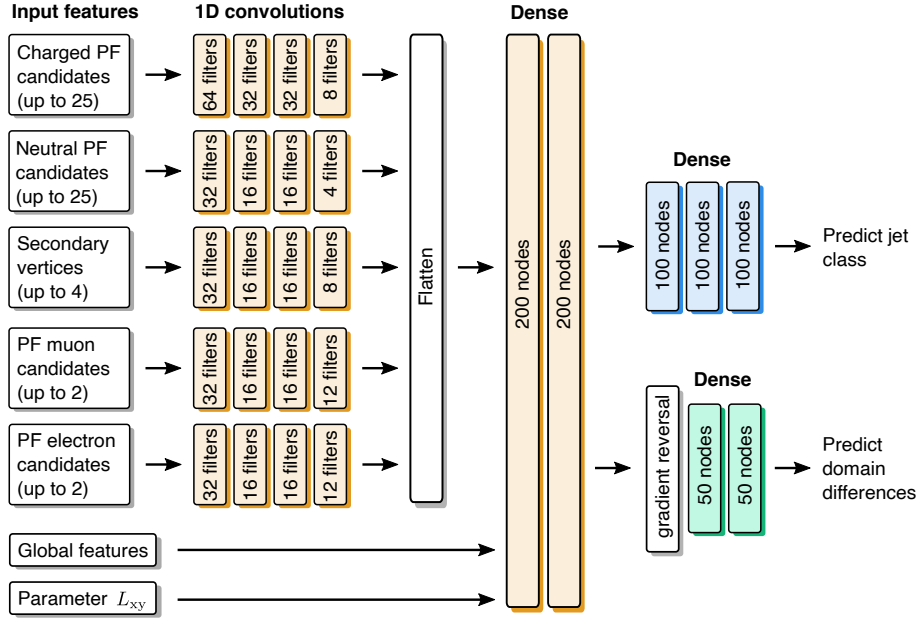 Input features
1D convolutions
Dense
Charged PF
candidates
(up to 25)
64 filters
32 filters
32 filters
8 filters
Neutral PF
candidates
(up to 25)
32 filters
16 filters
16 filters
4 filters
Secondary
vertices
(up to 4)
32 filters
16 filters
16 filters
8 filters
PF muon
candidates
(up to 2)
32 filters
16 filters
16 filters
12 filters
PF electron
candidates
(up to 2)
32 filters
16 filters
16 filters
12 filters
Global features
Parameter L_xy
Flatten
200 nodes
200 nodes
Dense
100 nodes
100 nodes
100 nodes
Predict jet
class
Dense
gradient reversal
50 nodes
50 nodes
Predict
domain
differences